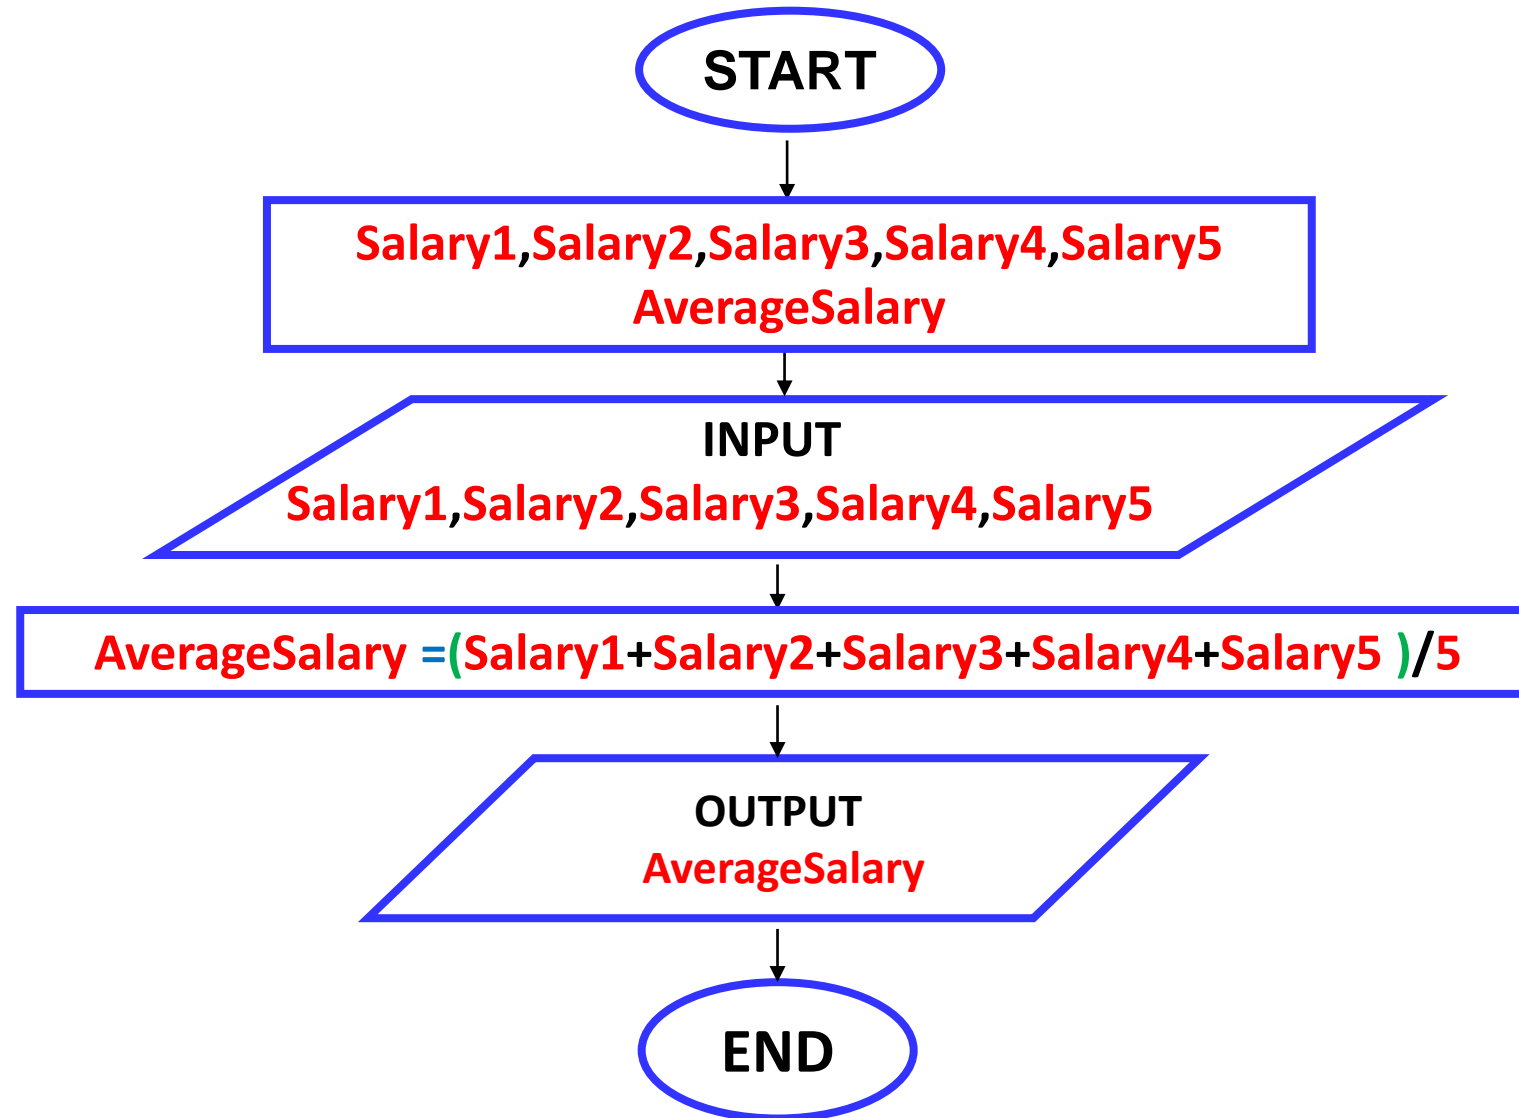 START
Salary1,Salary2,Salary3,Salary4,Salary5
AverageSalary
INPUT
Salary1,Salary2,Salary3,Salary4,Salary5
AverageSalary =(Salary1+Salary2+Salary3+Salary4+Salary5 )/5
OUTPUT
AverageSalary
END